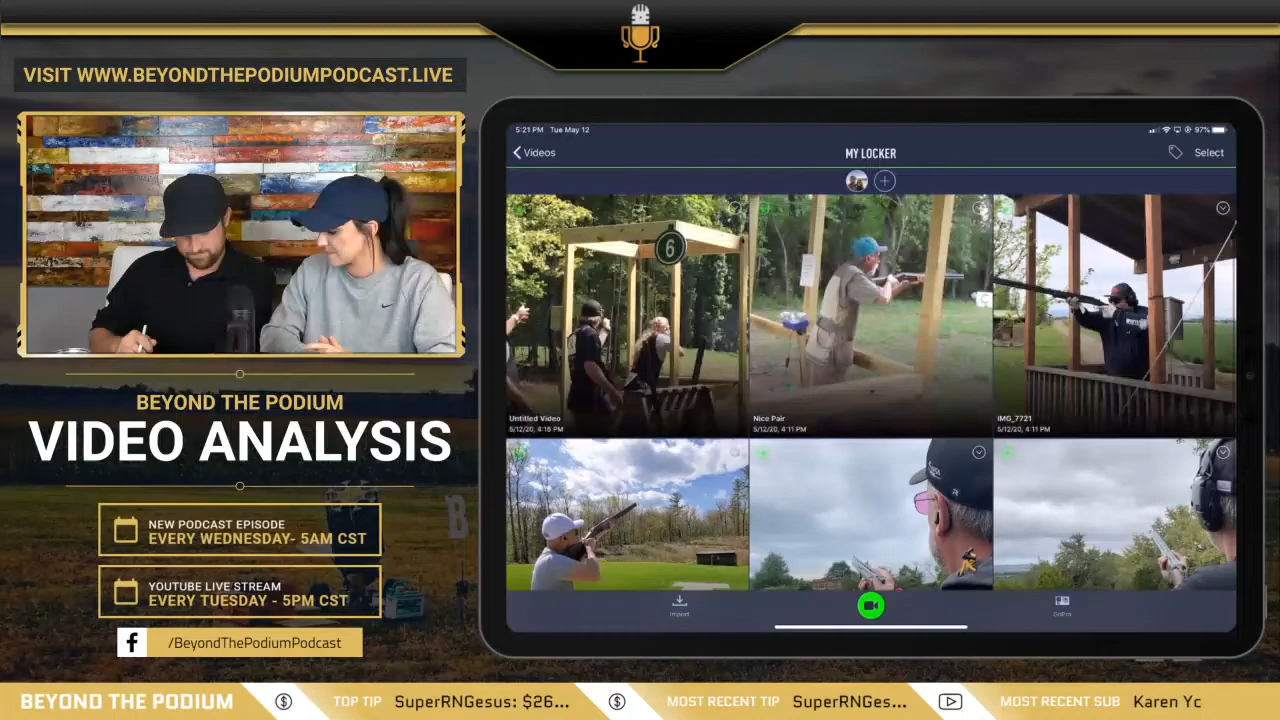 VISIT WWW.BEYONDTHEPODIUMPODCAST.LIVE
5:21 PM Tue May 12
97%
Videos
MY LOCKER
Select
6
Untitled Video
5/12/20, 4:16 PM
Nice Pair
5/12/20, 4:11 PM
IMG_7721
5/12/20, 4:11 PM
Import
GoPro
BEYOND THE PODIUM
VIDEO ANALYSIS
NEW PODCAST EPISODE
EVERY WEDNESDAY- 5AM CST
YOUTUBE LIVE STREAM
EVERY TUESDAY - 5PM CST
/BeyondThePodiumPodcast
BEYOND THE PODIUM
TOP TIP SuperRNGesus: $26...
MOST RECENT TIP SuperRNGes...
MOST RECENT SUB Karen Yc